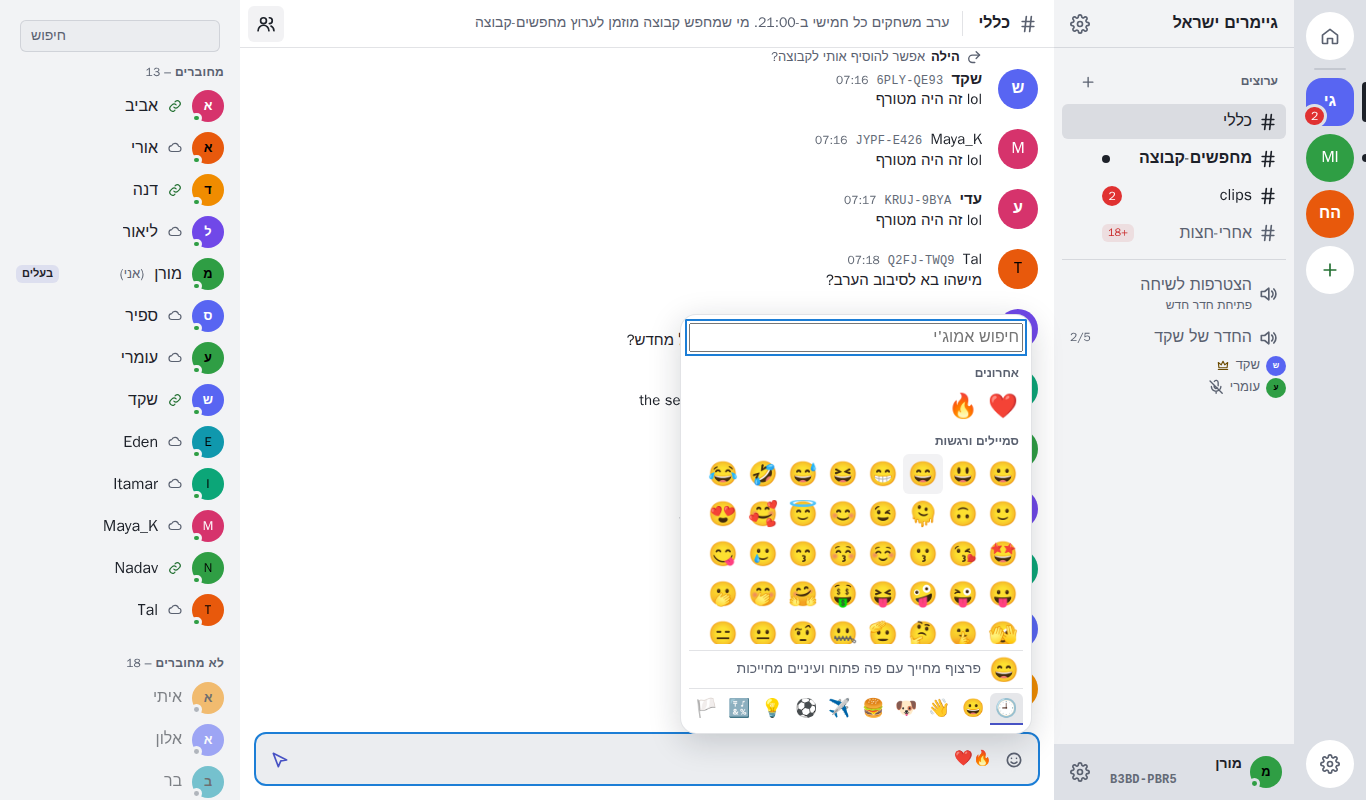 גי
2
MI
הח
גיימרים ישראל
ערוצים
כללי
מחפשים-קבוצה
clips
2
אחרי-חצות
18+
הצטרפות לשיחה
פתיחת חדר חדש
החדר של שקד
2/5
ש
שקד
ע
עומרי
מ
מורן
B3BD-PBR5
כללי
ערב משחקים כל חמישי ב-21:00. מי שמחפש קבוצה מוזמן לערוץ מחפשים-קבוצה
הילה אפשר להוסיף אותי לקבוצה?
ש
שקד 6PLY-QE93 07:16
lol זה היה מטורף
M
Maya_K JYPF-E426 07:16
lol זה היה מטורף
ע
עדי KRUJ-9BYA 07:17
lol זה היה מטורף
T
Tal Q2FJ-TWQ9 07:18
מישהו בא לסיבוב הערב?
מחדש?
the se
חיפוש אמוג'י
אחרונים
סמיילים ורגשות
פרצוף מחייך עם פה פתוח ועיניים מחייכות
חיפוש
מחוברים – 13
א
אביב
א
אורי
ד
דנה
ל
ליאור
מ
מורן (אני)
בעלים
ס
ספיר
ע
עומרי
ש
שקד
E
Eden
I
Itamar
M
Maya_K
N
Nadav
T
Tal
לא מחוברים – 18
א
איתי
א
אלון
ב
בר